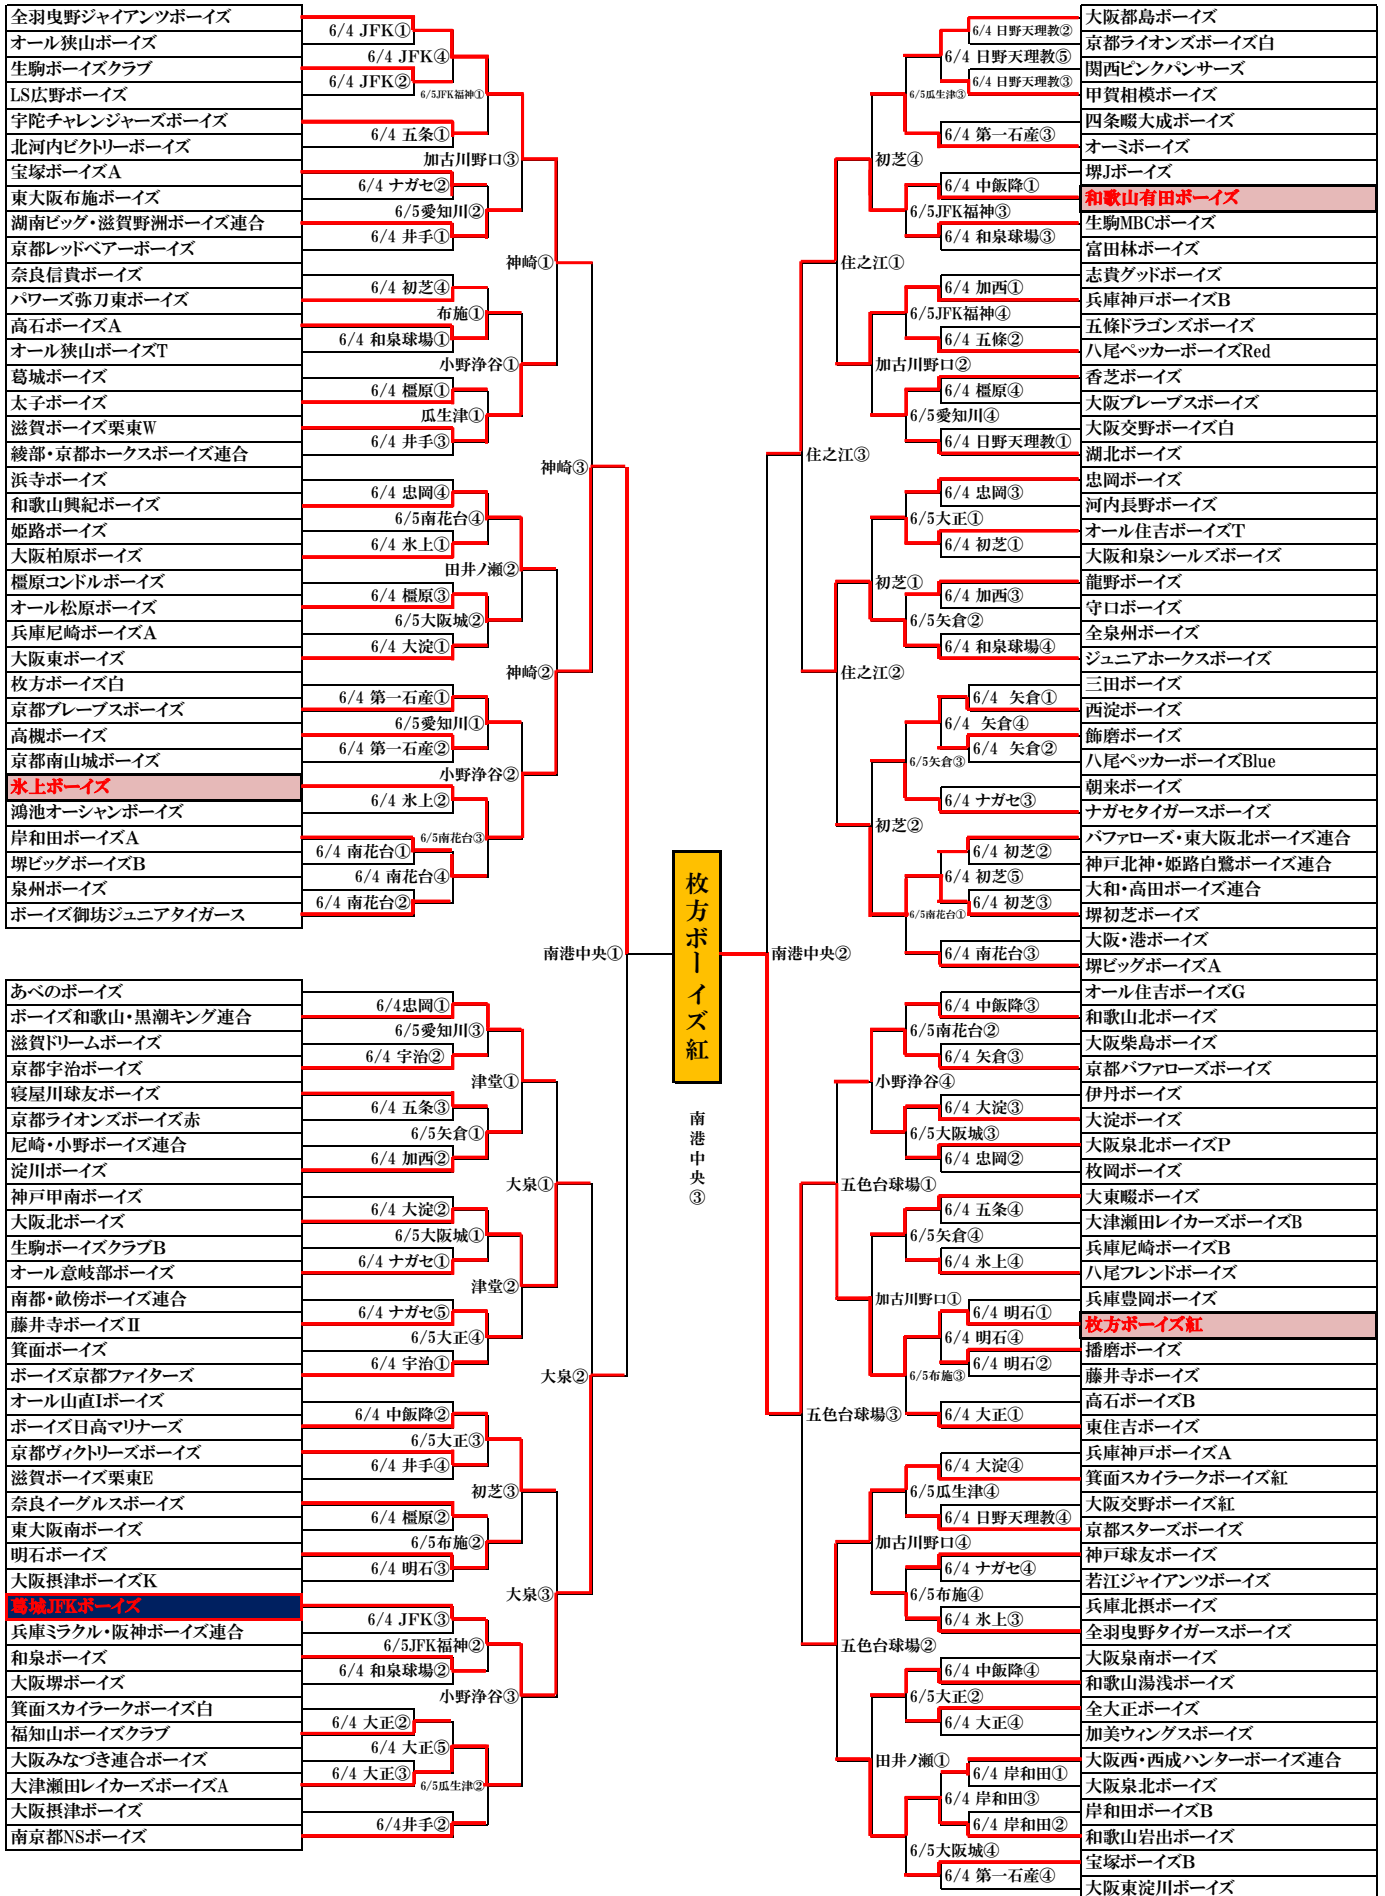 全羽曳野ジャイアンツボーイズ
オール狭山ボーイズ
生駒ボーイズクラブ
LS広野ボーイズ
宇陀チャレンジャーズボーイズ
北河内ビクトリーボーイズ
宝塚ボーイズA
東大阪布施ボーイズ
湖南ビッグ・滋賀野洲ボーイズ連合
京都レッドベアーボーイズ
奈良信貴ボーイズ
パワーズ弥刀東ボーイズ
高石ボーイズA
オール狭山ボーイズT
葛城ボーイズ
太子ボーイズ
滋賀ボーイズ栗東W
綾部・京都ホークスボーイズ連合
浜寺ボーイズ
和歌山興紀ボーイズ
姫路ボーイズ
大阪柏原ボーイズ
橿原コンドルボーイズ
オール松原ボーイズ
兵庫尼崎ボーイズA
大阪東ボーイズ
枚方ボーイズ白
京都ブレーブスボーイズ
高槻ボーイズ
京都南山城ボーイズ
氷上ボーイズ
鴻池オーシャンボーイズ
岸和田ボーイズA
堺ビッグボーイズB
泉州ボーイズ
ボーイズ御坊ジュニアタイガース
6/4 JFK①
6/4 JFK④
6/4 JFK②
6/5JFK福神①
6/4 五条①
加古川野口③
6/4 ナガセ②
6/5愛知川②
6/4 井手①
神崎①
6/4 初芝④
布施①
6/4 和泉球場①
小野浄谷①
6/4 橿原①
瓜生津①
6/4 井手③
神崎③
6/4 忠岡④
6/5南花台④
6/4 氷上①
田井ノ瀬②
6/4 橿原③
6/5大阪城②
6/4 大淀①
神崎②
6/4 第一石産①
6/5愛知川①
6/4 第一石産②
小野浄谷②
6/4 氷上②
6/5南花台③
6/4 南花台①
6/4 南花台④
6/4 南花台②
南港中央①
あべのボーイズ
ボーイズ和歌山・黒潮キング連合
滋賀ドリームボーイズ
京都宇治ボーイズ
寝屋川球友ボーイズ
京都ライオンズボーイズ赤
尼崎・小野ボーイズ連合
淀川ボーイズ
神戸甲南ボーイズ
大阪北ボーイズ
生駒ボーイズクラブB
オール意岐部ボーイズ
南都・畝傍ボーイズ連合
藤井寺ボーイズⅡ
箕面ボーイズ
ボーイズ京都ファイターズ
オール山直Iボーイズ
ボーイズ日高マリナーズ
京都ヴィクトリーズボーイズ
滋賀ボーイズ栗東E
奈良イーグルスボーイズ
東大阪南ボーイズ
明石ボーイズ
大阪摂津ボーイズK
葛城JFKボーイズ
兵庫ミラクル・阪神ボーイズ連合
和泉ボーイズ
大阪堺ボーイズ
箕面スカイラークボーイズ白
福知山ボーイズクラブ
大阪みなづき連合ボーイズ
大津瀬田レイカーズボーイズA
大阪摂津ボーイズ
南京都NSボーイズ
6/4忠岡①
6/5愛知川③
6/4 宇治②
津堂①
6/4 五条③
6/5矢倉①
6/4 加西②
大泉①
6/4 大淀②
6/5大阪城①
6/4 ナガセ①
津堂②
6/4 ナガセ⑤
6/5大正④
6/4 宇治①
大泉②
6/4 中飯降②
6/5大正③
6/4 井手④
初芝③
6/4 橿原②
6/5布施②
6/4 明石③
大泉③
6/4 JFK③
6/5JFK福神②
6/4 和泉球場②
小野浄谷③
6/4 大正②
6/4 大正⑤
6/4 大正③
6/5瓜生津②
6/4井手②
枚方ボーイズ紅
南港中央③
6/4 日野天理教②
6/4 日野天理教⑤
6/4 日野天理教③
6/5瓜生津③
6/4 第一石産③
初芝④
6/4 中飯降①
6/5JFK福神③
6/4 和泉球場③
住之江①
6/4 加西①
6/5JFK福神④
6/4 五條②
加古川野口②
6/4 橿原④
6/5愛知川④
6/4 日野天理教①
住之江③
6/4 忠岡③
6/5大正①
6/4 初芝①
初芝①
6/4 加西③
6/5矢倉②
6/4 和泉球場④
住之江②
6/4 矢倉①
6/4 矢倉④
6/4 矢倉②
6/5矢倉③
6/4 ナガセ③
初芝②
6/4 初芝②
6/4 初芝⑤
6/4 初芝③
6/5南花台①
6/4 南花台③
南港中央②
6/4 中飯降③
6/5南花台②
6/4 矢倉③
小野浄谷④
6/4 大淀③
6/5大阪城③
6/4 忠岡②
五色台球場①
6/4 五条④
6/5矢倉④
6/4 氷上④
加古川野口①
6/4 明石①
6/4 明石④
6/4 明石②
6/5布施③
6/4 大正①
五色台球場③
6/4 大淀④
6/5瓜生津④
6/4 日野天理教④
加古川野口④
6/4 ナガセ④
6/5布施④
6/4 氷上③
五色台球場②
6/4 中飯降④
6/5大正②
6/4 大正④
田井ノ瀬①
6/4 岸和田①
6/4 岸和田③
6/4 岸和田②
6/5大阪城④
6/4 第一石産④
大阪都島ボーイズ
京都ライオンズボーイズ白
関西ピンクパンサーズ
甲賀相模ボーイズ
四条畷大成ボーイズ
オーミボーイズ
堺Jボーイズ
和歌山有田ボーイズ
生駒MBCボーイズ
富田林ボーイズ
志貴グッドボーイズ
兵庫神戸ボーイズB
五條ドラゴンズボーイズ
八尾ペッカーボーイズRed
香芝ボーイズ
大阪ブレーブスボーイズ
大阪交野ボーイズ白
湖北ボーイズ
忠岡ボーイズ
河内長野ボーイズ
オール住吉ボーイズT
大阪和泉シールズボーイズ
龍野ボーイズ
守口ボーイズ
全泉州ボーイズ
ジュニアホークスボーイズ
三田ボーイズ
西淀ボーイズ
飾磨ボーイズ
八尾ペッカーボーイズBlue
朝来ボーイズ
ナガセタイガースボーイズ
バファローズ・東大阪北ボーイズ連合
神戸北神・姫路白鷺ボーイズ連合
大和・高田ボーイズ連合
堺初芝ボーイズ
大阪・港ボーイズ
堺ビッグボーイズA
オール住吉ボーイズG
和歌山北ボーイズ
大阪柴島ボーイズ
京都バファローズボーイズ
伊丹ボーイズ
大淀ボーイズ
大阪泉北ボーイズP
枚岡ボーイズ
大東畷ボーイズ
大津瀬田レイカーズボーイズB
兵庫尼崎ボーイズB
八尾フレンドボーイズ
兵庫豊岡ボーイズ
枚方ボーイズ紅
播磨ボーイズ
藤井寺ボーイズ
高石ボーイズB
東住吉ボーイズ
兵庫神戸ボーイズA
箕面スカイラークボーイズ紅
大阪交野ボーイズ紅
京都スターズボーイズ
神戸球友ボーイズ
若江ジャイアンツボーイズ
兵庫北摂ボーイズ
全羽曳野タイガースボーイズ
大阪泉南ボーイズ
和歌山湯浅ボーイズ
全大正ボーイズ
加美ウィングスボーイズ
大阪西・西成ハンターボーイズ連合
大阪泉北ボーイズ
岸和田ボーイズB
和歌山岩出ボーイズ
宝塚ボーイズB
大阪東淀川ボーイズ